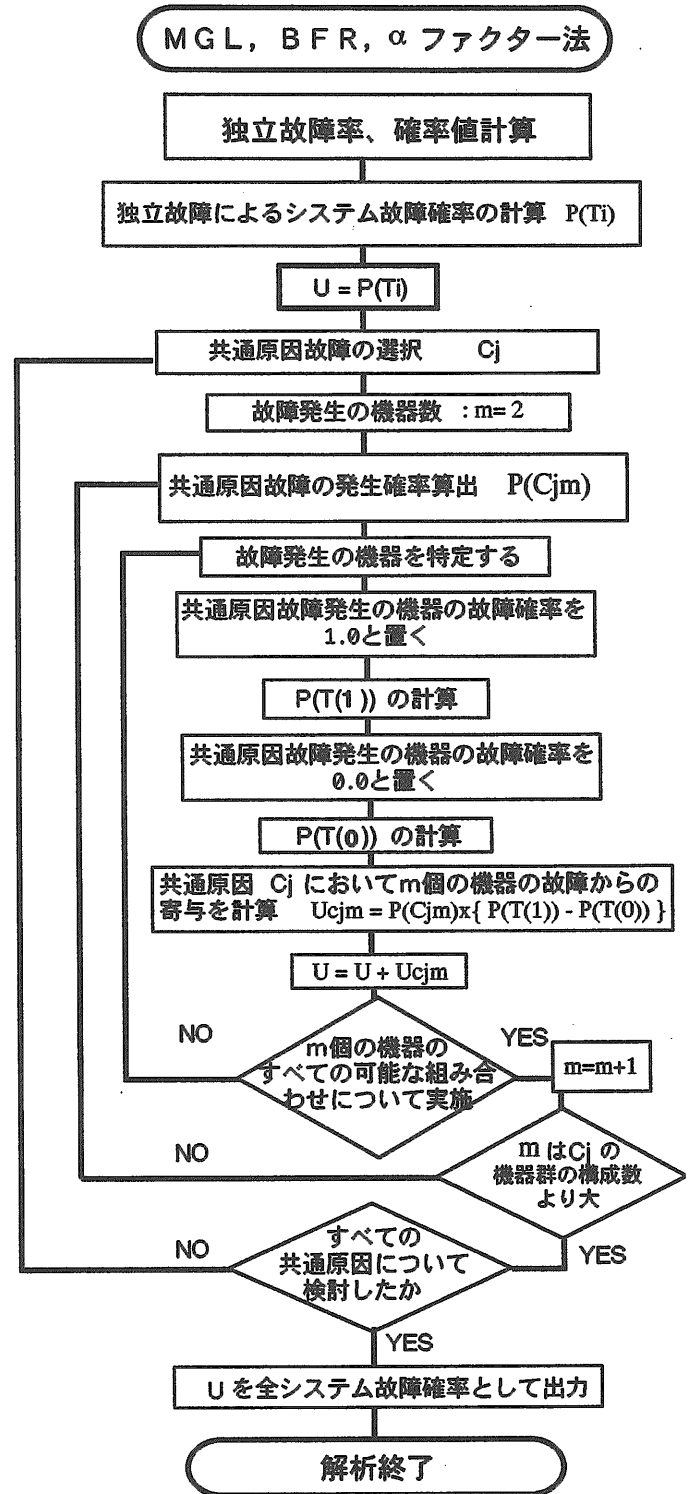 ＭＧＬ，ＢＦＲ，α ファクター法
独立故障率、確率値計算
独立故障によるシステム故障確率の計算 P(Ti)
U = P(Ti)
共通原因故障の選択 Cj
故障発生の機器数 : m= 2
共通原因故障の発生確率算出 P(Cjm)
故障発生の機器を特定する
共通原因故障発生の機器の故障確率を
1.0と置く
P(T(1 )) の計算
共通原因故障発生の機器の故障確率を
0.0と置く
P(T(0)) の計算
共通原因 Cj においてm個の機器の故障からの
寄与を計算 Ucjm = P(Cjm)x{ P(T(1)) - P(T(0)) }
U = U + Ucjm
NO
m個の機器の
すべての可能な組み合
わせについて実施
YES
m=m+1
NO
m はCj の
機器群の構成数
より大
YES
NO
すべての
共通原因について
検討したか
YES
U を全システム故障確率として出力
解析終了